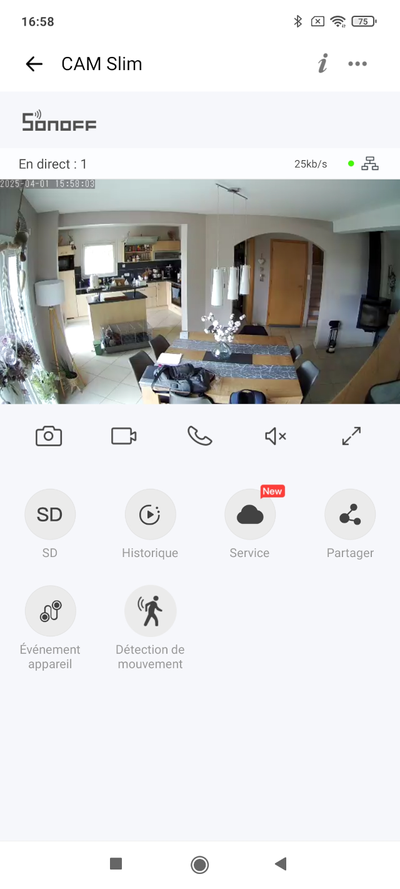 16:58
75
CAM Slim
SONOFF
En direct : 1
25kb/s
2025-04-01 15:58:03
New
SD
SD
Historique
Service
Partager
Événement
appareil
Détection de
mouvement